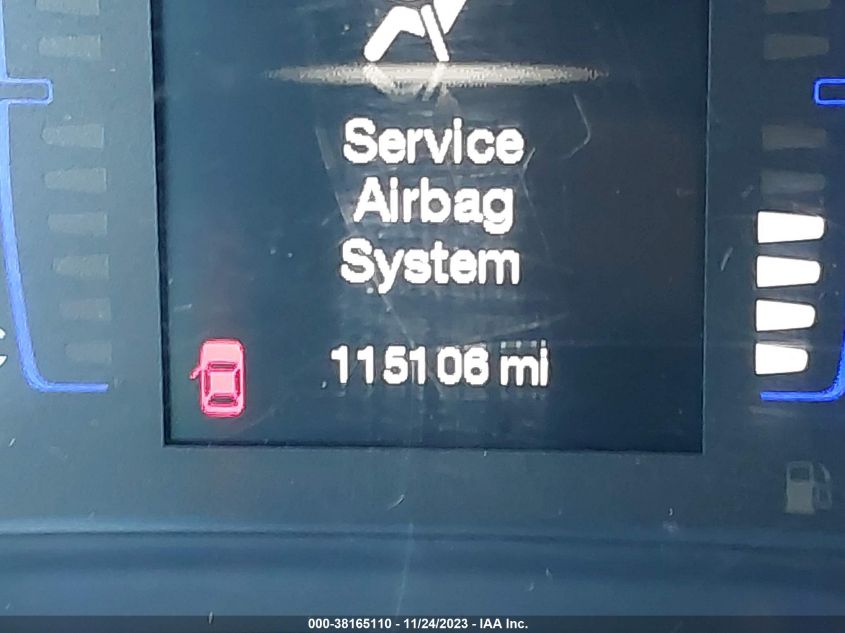 Service
Airbag
System
115106 mi
000-38165110 - 11/24/2023 - IAA Inc.